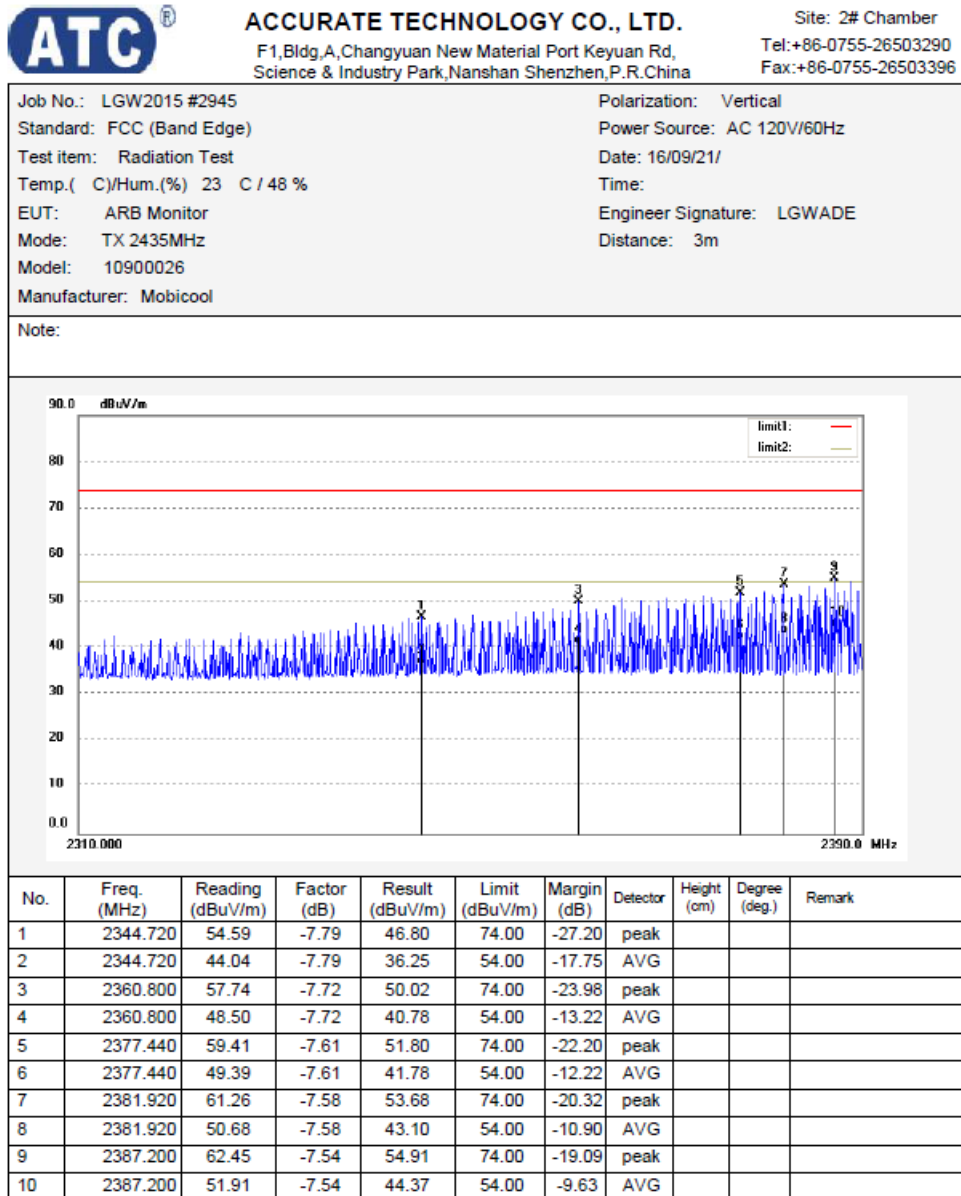 ATC®
ACCURATE TECHNOLOGY CO., LTD.
F1,Bldg,A,Changyuan New Material Port Keyuan Rd,
Science & Industry Park,Nanshan Shenzhen,P.R.China
Site: 2# Chamber
Tel:+86-0755-26503290
Fax:+86-0755-26503396
Job No.: LGW2015 #2945
Polarization: Vertical
Standard: FCC (Band Edge)
Power Source: AC 120V/60Hz
Test item: Radiation Test
Date: 16/09/21/
Temp.( C)/Hum.(%) 23 C / 48 %
Time:
EUT: ARB Monitor
Engineer Signature: LGWADE
Mode: TX 2435MHz
Distance: 3m
Model: 10900026
Manufacturer: Mobicool
Note:
90.0 dBuV/m
limit1:
limit2:
80
70
60
50
40
30
20
10
0.0
1
3
5
7
9
2310.000
2390.0 MHz
No. Freq. (MHz) Reading (dBuV/m) Factor (dB) Result (dBuV/m) Limit (dBuV/m) Margin (dB) Detector Height (cm) Degree (deg.) Remark
1 2344.720 54.59 -7.79 46.80 74.00 -27.20 peak
2 2344.720 44.04 -7.79 36.25 54.00 -17.75 AVG
3 2360.800 57.74 -7.72 50.02 74.00 -23.98 peak
4 2360.800 48.50 -7.72 40.78 54.00 -13.22 AVG
5 2377.440 59.41 -7.61 51.80 74.00 -22.20 peak
6 2377.440 49.39 -7.61 41.78 54.00 -12.22 AVG
7 2381.920 61.26 -7.58 53.68 74.00 -20.32 peak
8 2381.920 50.68 -7.58 43.10 54.00 -10.90 AVG
9 2387.200 62.45 -7.54 54.91 74.00 -19.09 peak
10 2387.200 51.91 -7.54 44.37 54.00 -9.63 AVG